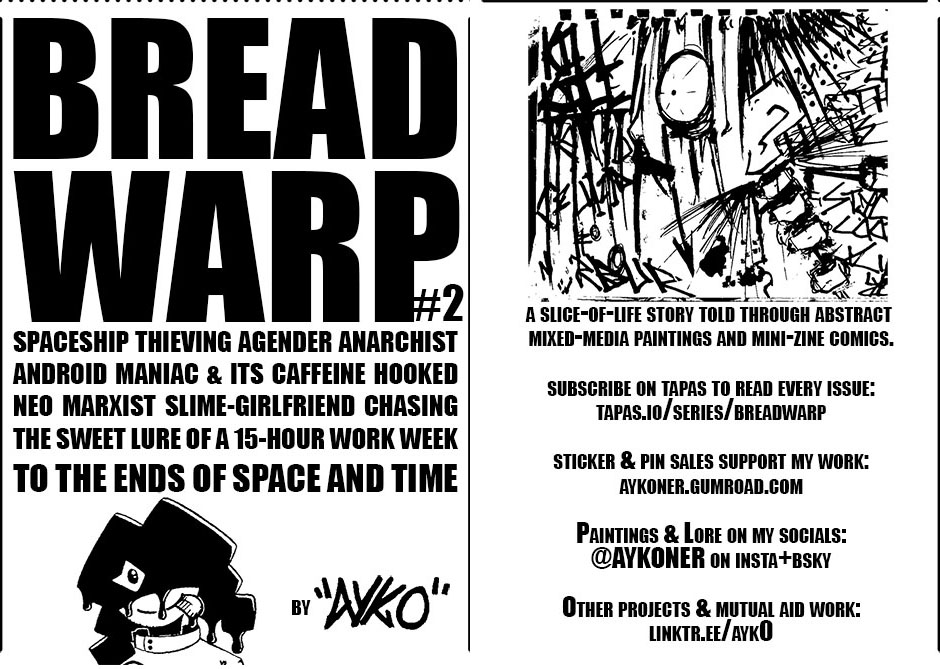 BREAD
WARP
#2
SPACESHIP THIEVING AGENDER ANARCHIST
ANDROID MANIAC & ITS CAFFEINE HOOKED
NEO MARXIST SLIME-GIRLFRIEND CHASING
THE SWEET LURE OF A 15-HOUR WORK WEEK
TO THE ENDS OF SPACE AND TIME
BY "AYKO"
?
A SLICE-OF-LIFE STORY TOLD THROUGH ABSTRACT
MIXED-MEDIA PAINTINGS AND MINI-ZINE COMICS.
SUBSCRIBE ON TAPAS TO READ EVERY ISSUE:
TAPAS.IO/SERIES/BREADWARP
STICKER & PIN SALES SUPPORT MY WORK:
AYKONER.GUMROAD.COM
PAINTINGS & LORE ON MY SOCIALS:
@AYKONER ON INSTA+BSKY
OTHER PROJECTS & MUTUAL AID WORK:
LINKTR.EE/AYK0